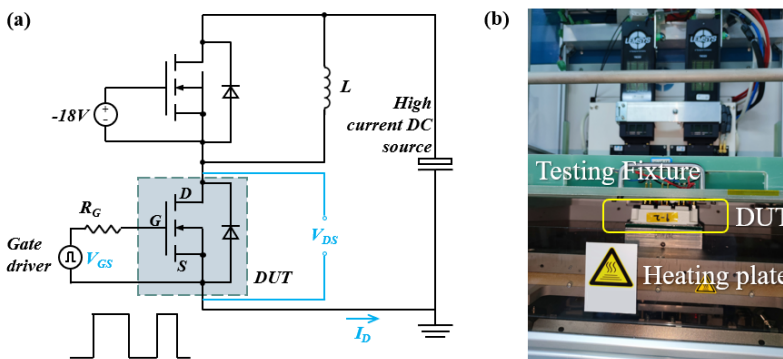 (a)
-18V
L
High
current DC
source
R_G
D
G
S
V_DS
Gate
driver
V_GS
DUT
I_D
(b)
Testing Fixture
DUT
Heating plate